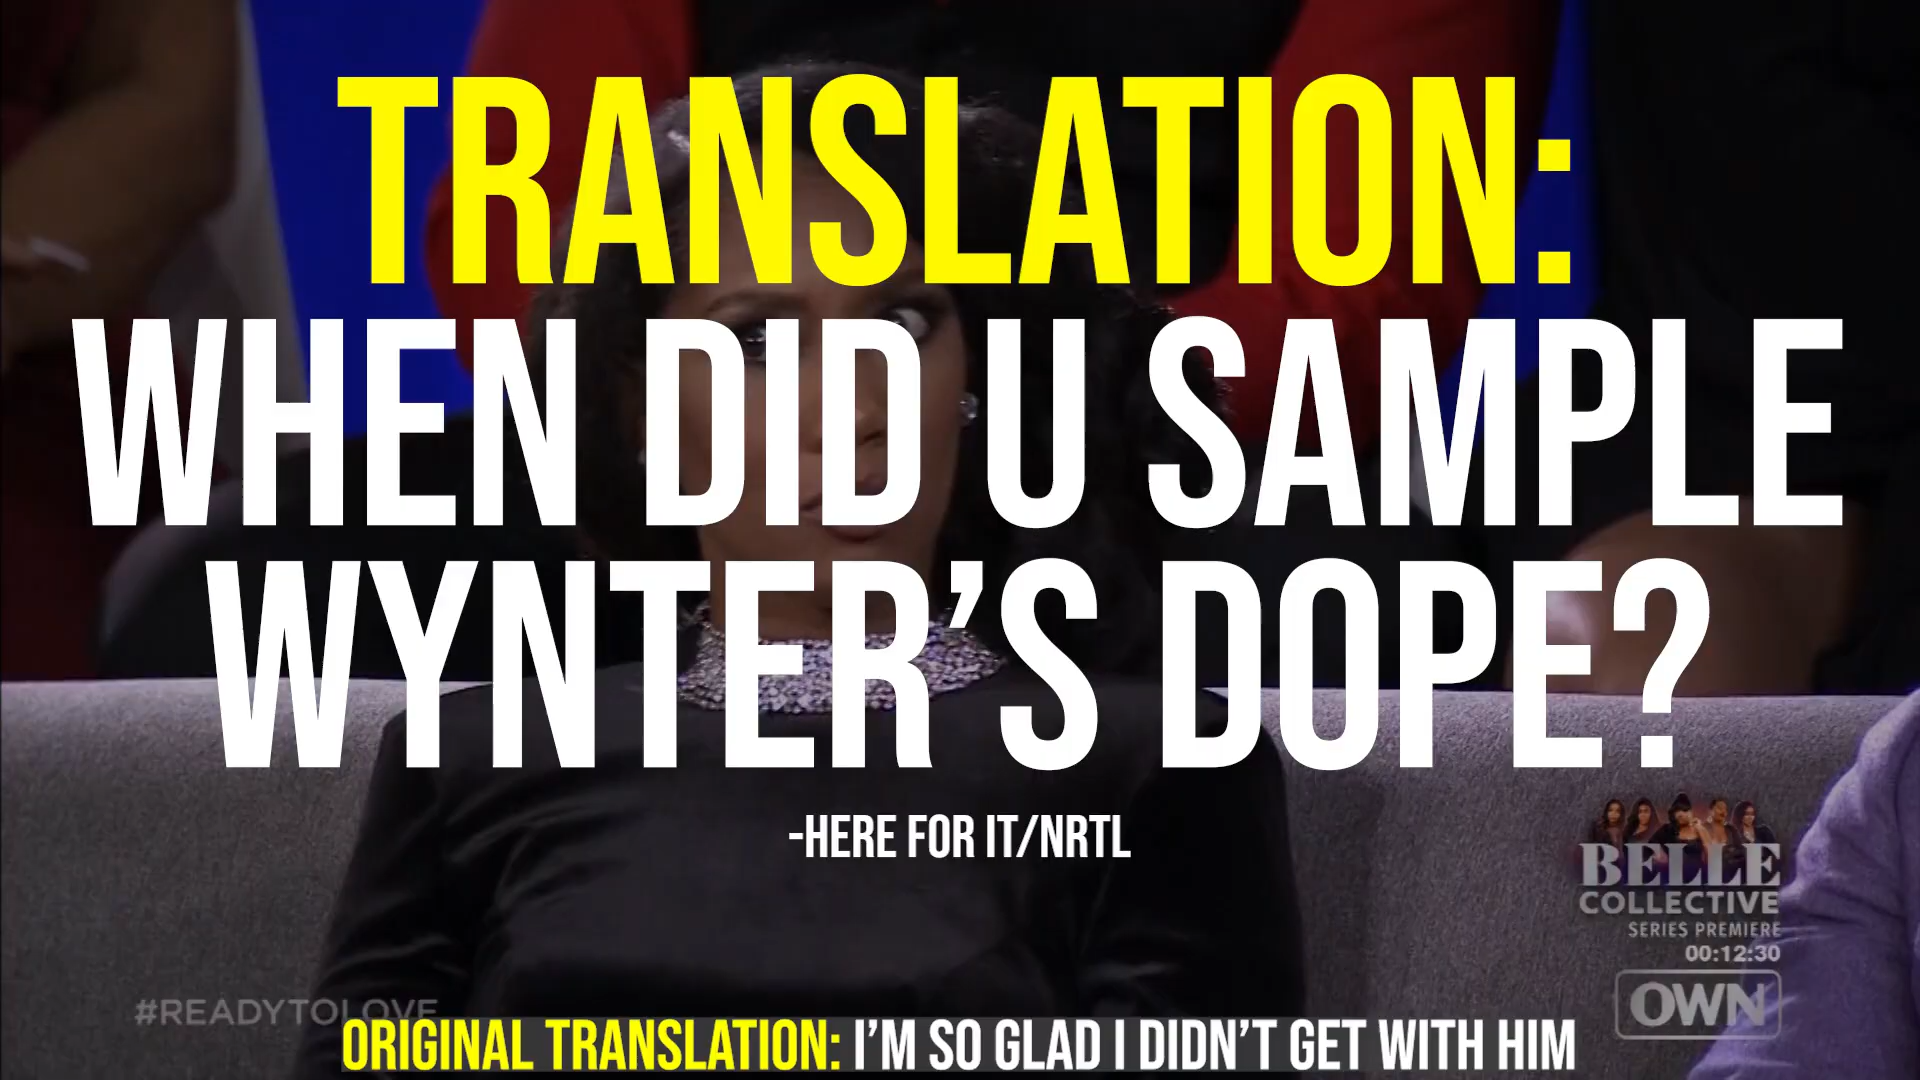 TRANSLATION:
WHEN DID U SAMPLE
WYNTER'S DOPE?
-HERE FOR IT/NRTL
BELLE
COLLECTIVE
SERIES PREMIERE
00:12:30
OWN
#READYTOLOVE
ORIGINAL TRANSLATION: I'M SO GLAD I DIDN'T GET WITH HIM